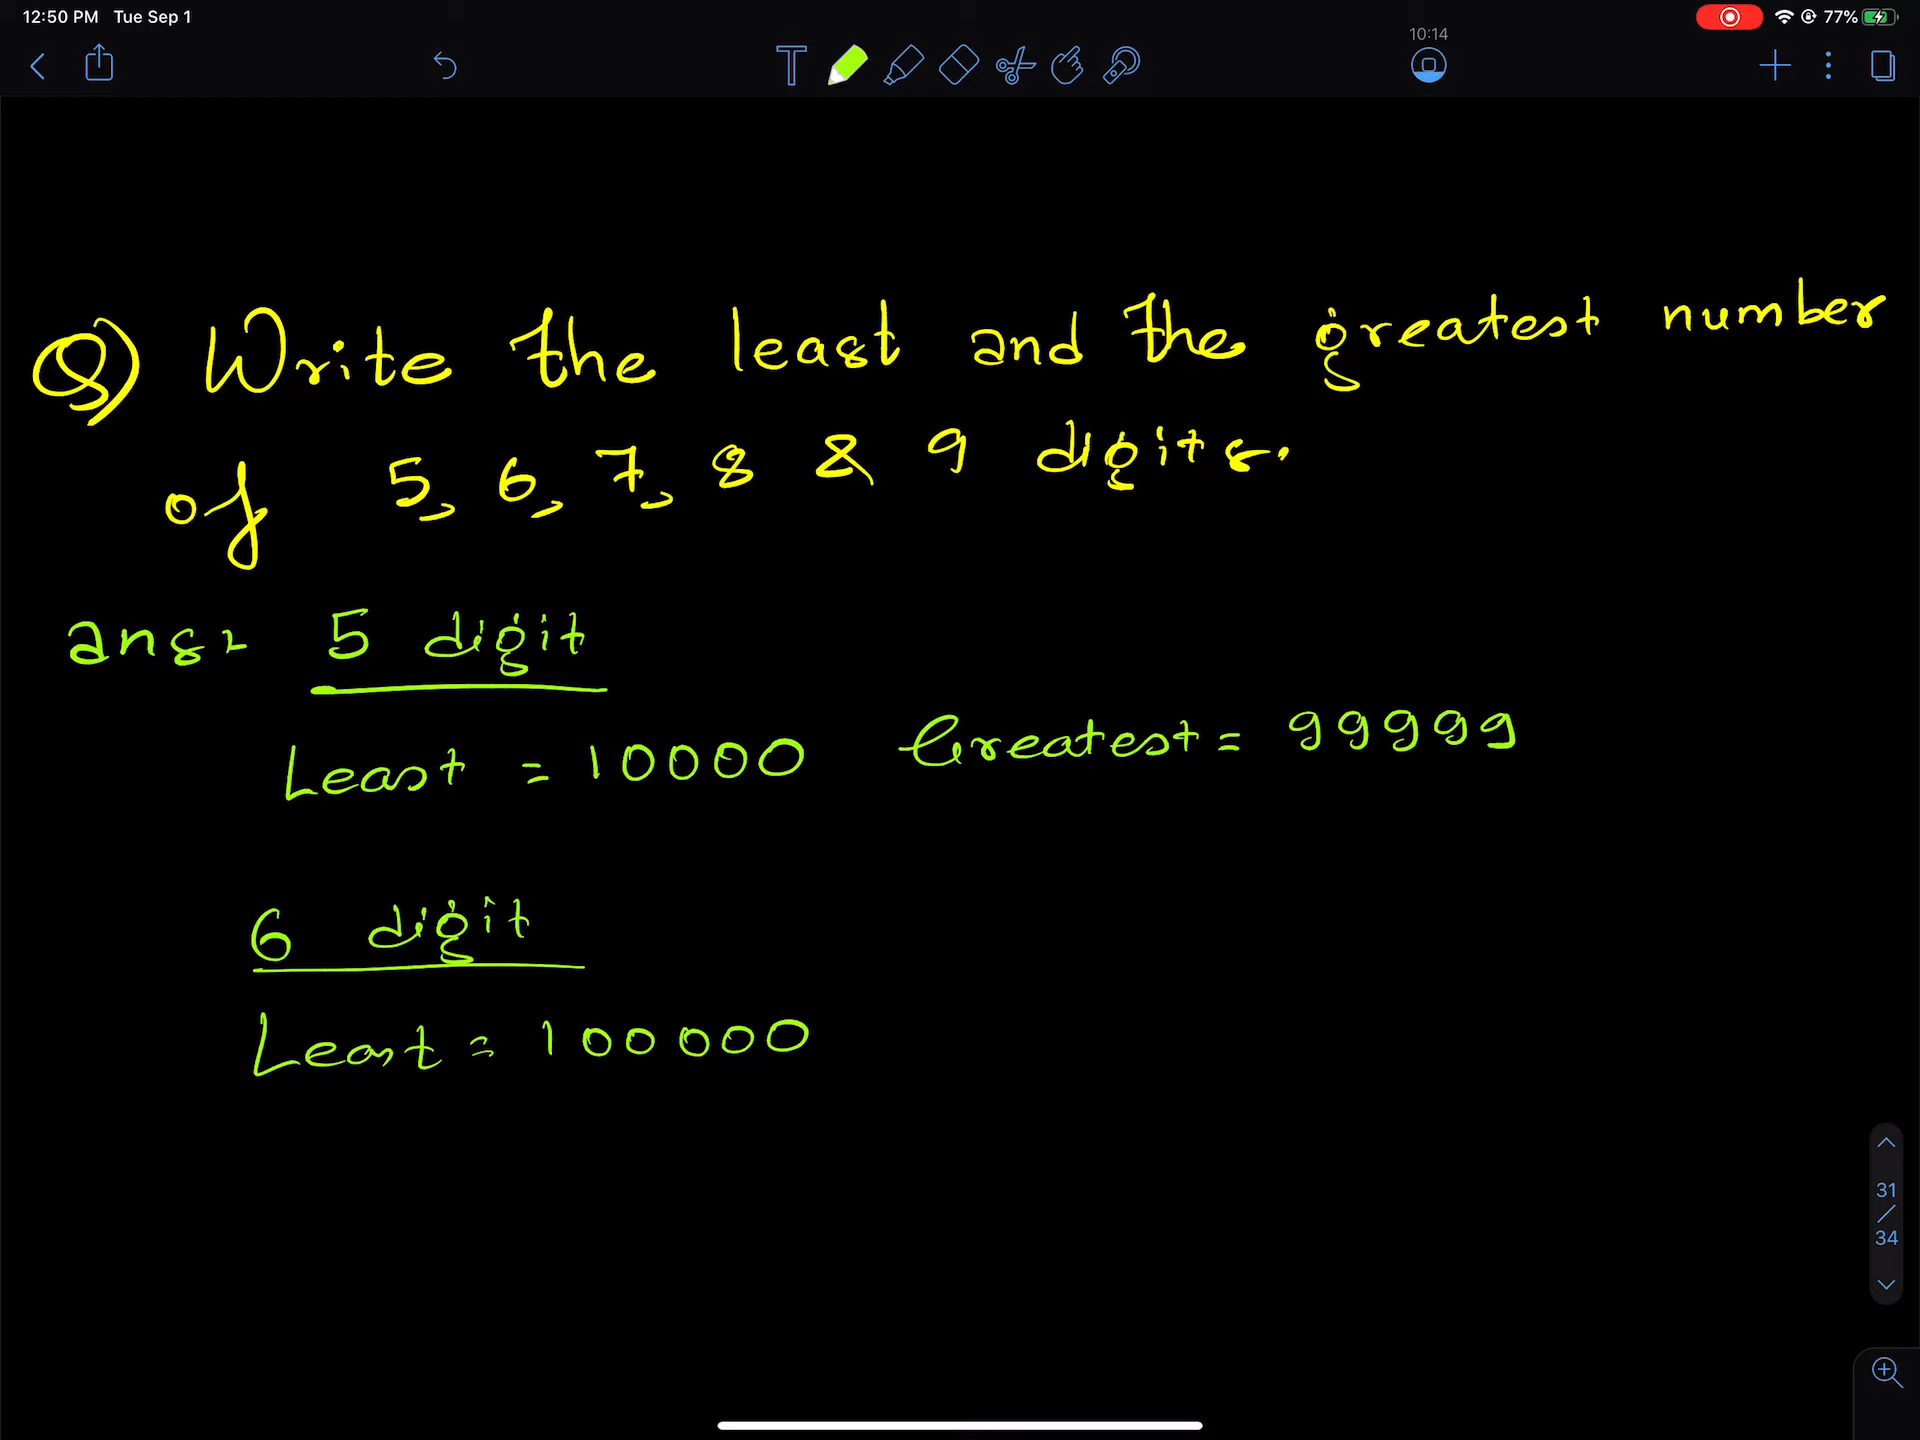 12:50 PM Tue Sep 1
77%
10:14
Q) Write the least and the greatest number
of 5, 6, 7, 8 & 9 digits.
ans: 5 digit
Least = 10000 Greatest = 99999
6 digit
Least = 100000
31
/
34